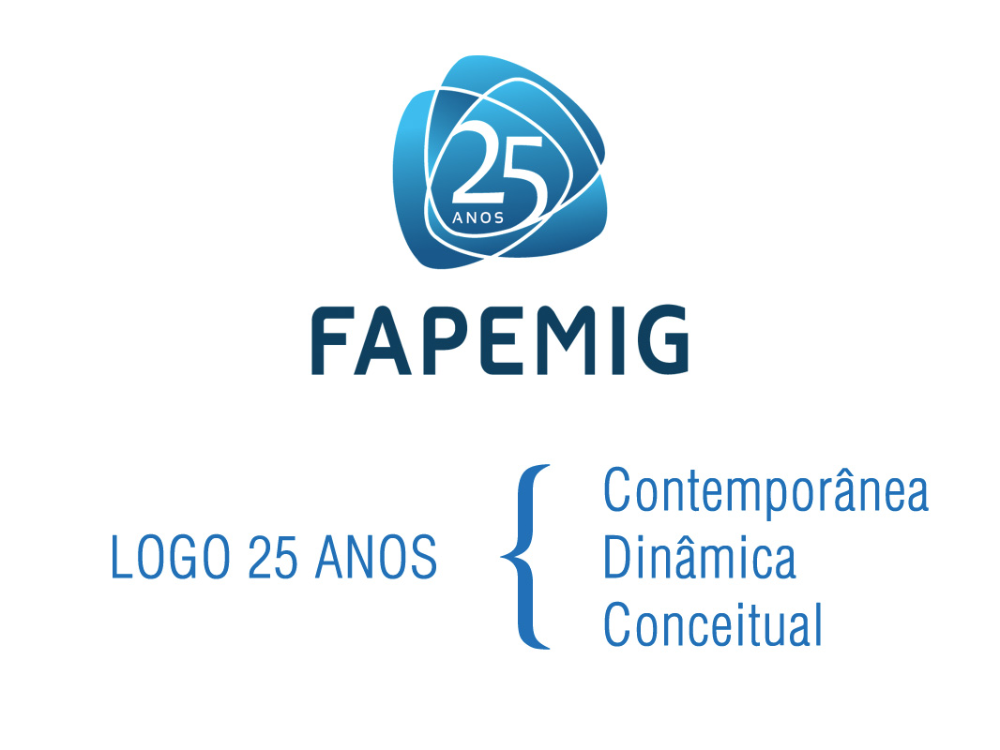 25
ANOS
FAPEMIG
LOGO 25 ANOS
Contemporânea
Dinâmica
Conceitual